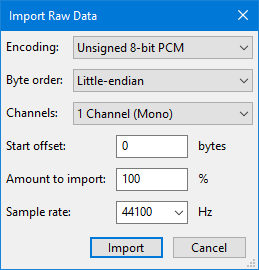 Import Raw Data
Encoding: Unsigned 8-bit PCM
Byte order: Little-endian
Channels: 1 Channel (Mono)
Start offset: 0 bytes
Amount to import: 100 %
Sample rate: 44100 Hz
Import Cancel